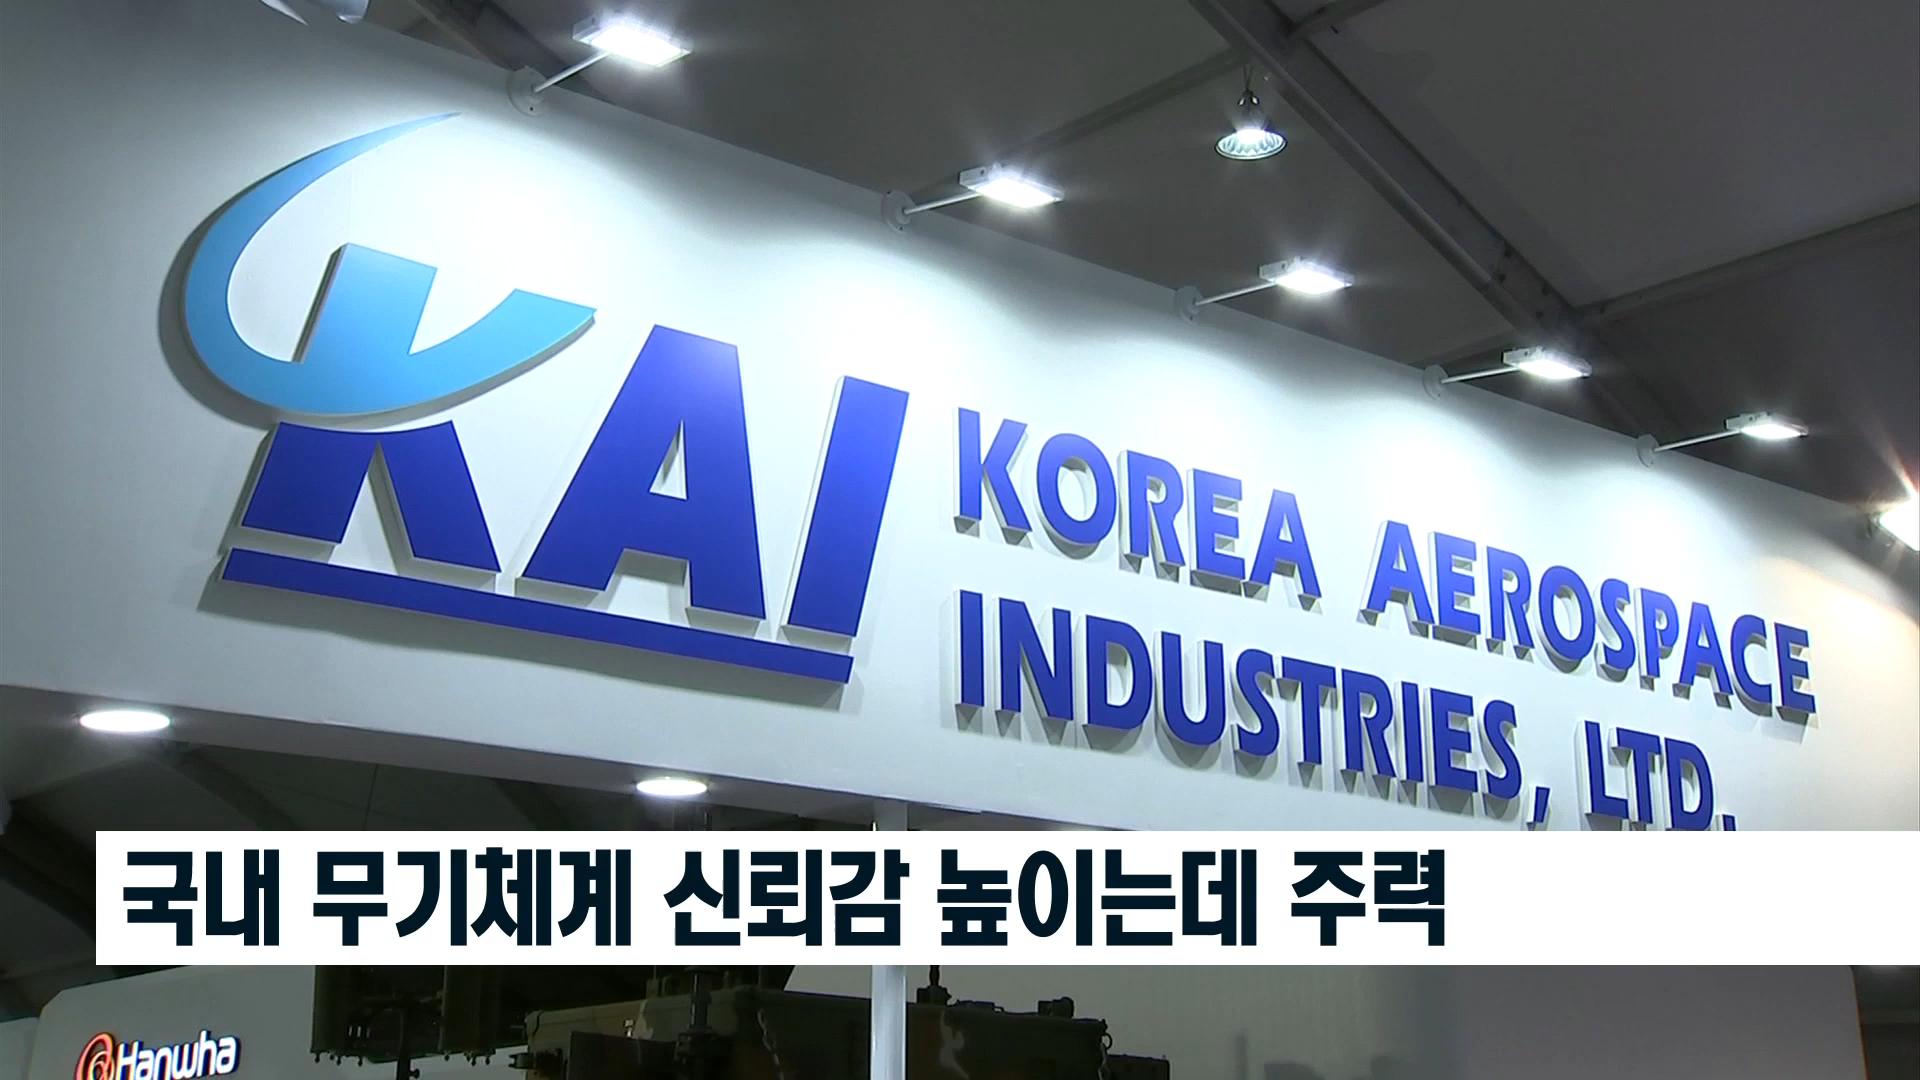 KAI
KOREA AEROSPACE
INDUSTRIES, LTD.
국내 무기체계 신뢰감 높이는데 주력
Hanwha